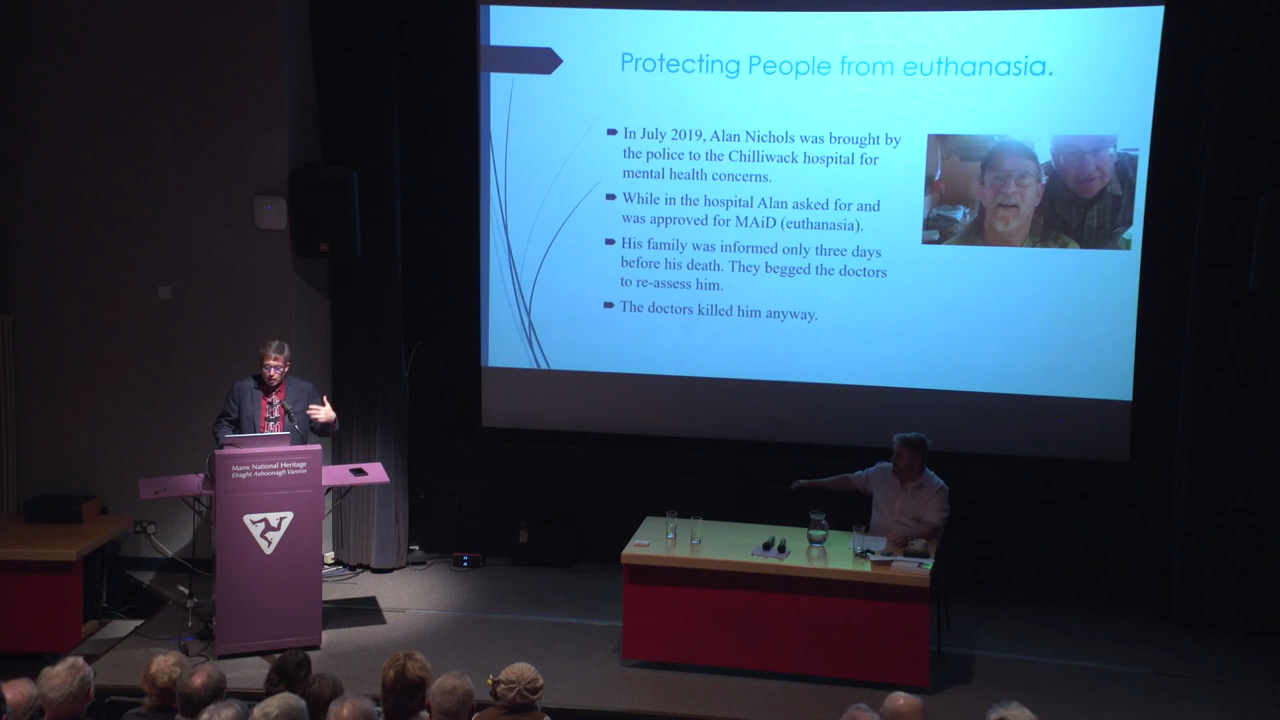 Protecting People from euthanasia.
In July 2019, Alan Nichols was brought by
the police to the Chilliwack hospital for
mental health concerns.
While in the hospital Alan asked for and
was approved for MAiD (euthanasia).
His family was informed only three days
before his death. They begged the doctors
to re-assess him.
The doctors killed him anyway.
Manx National Heritage
Eiraght Ashoonagh Vannin